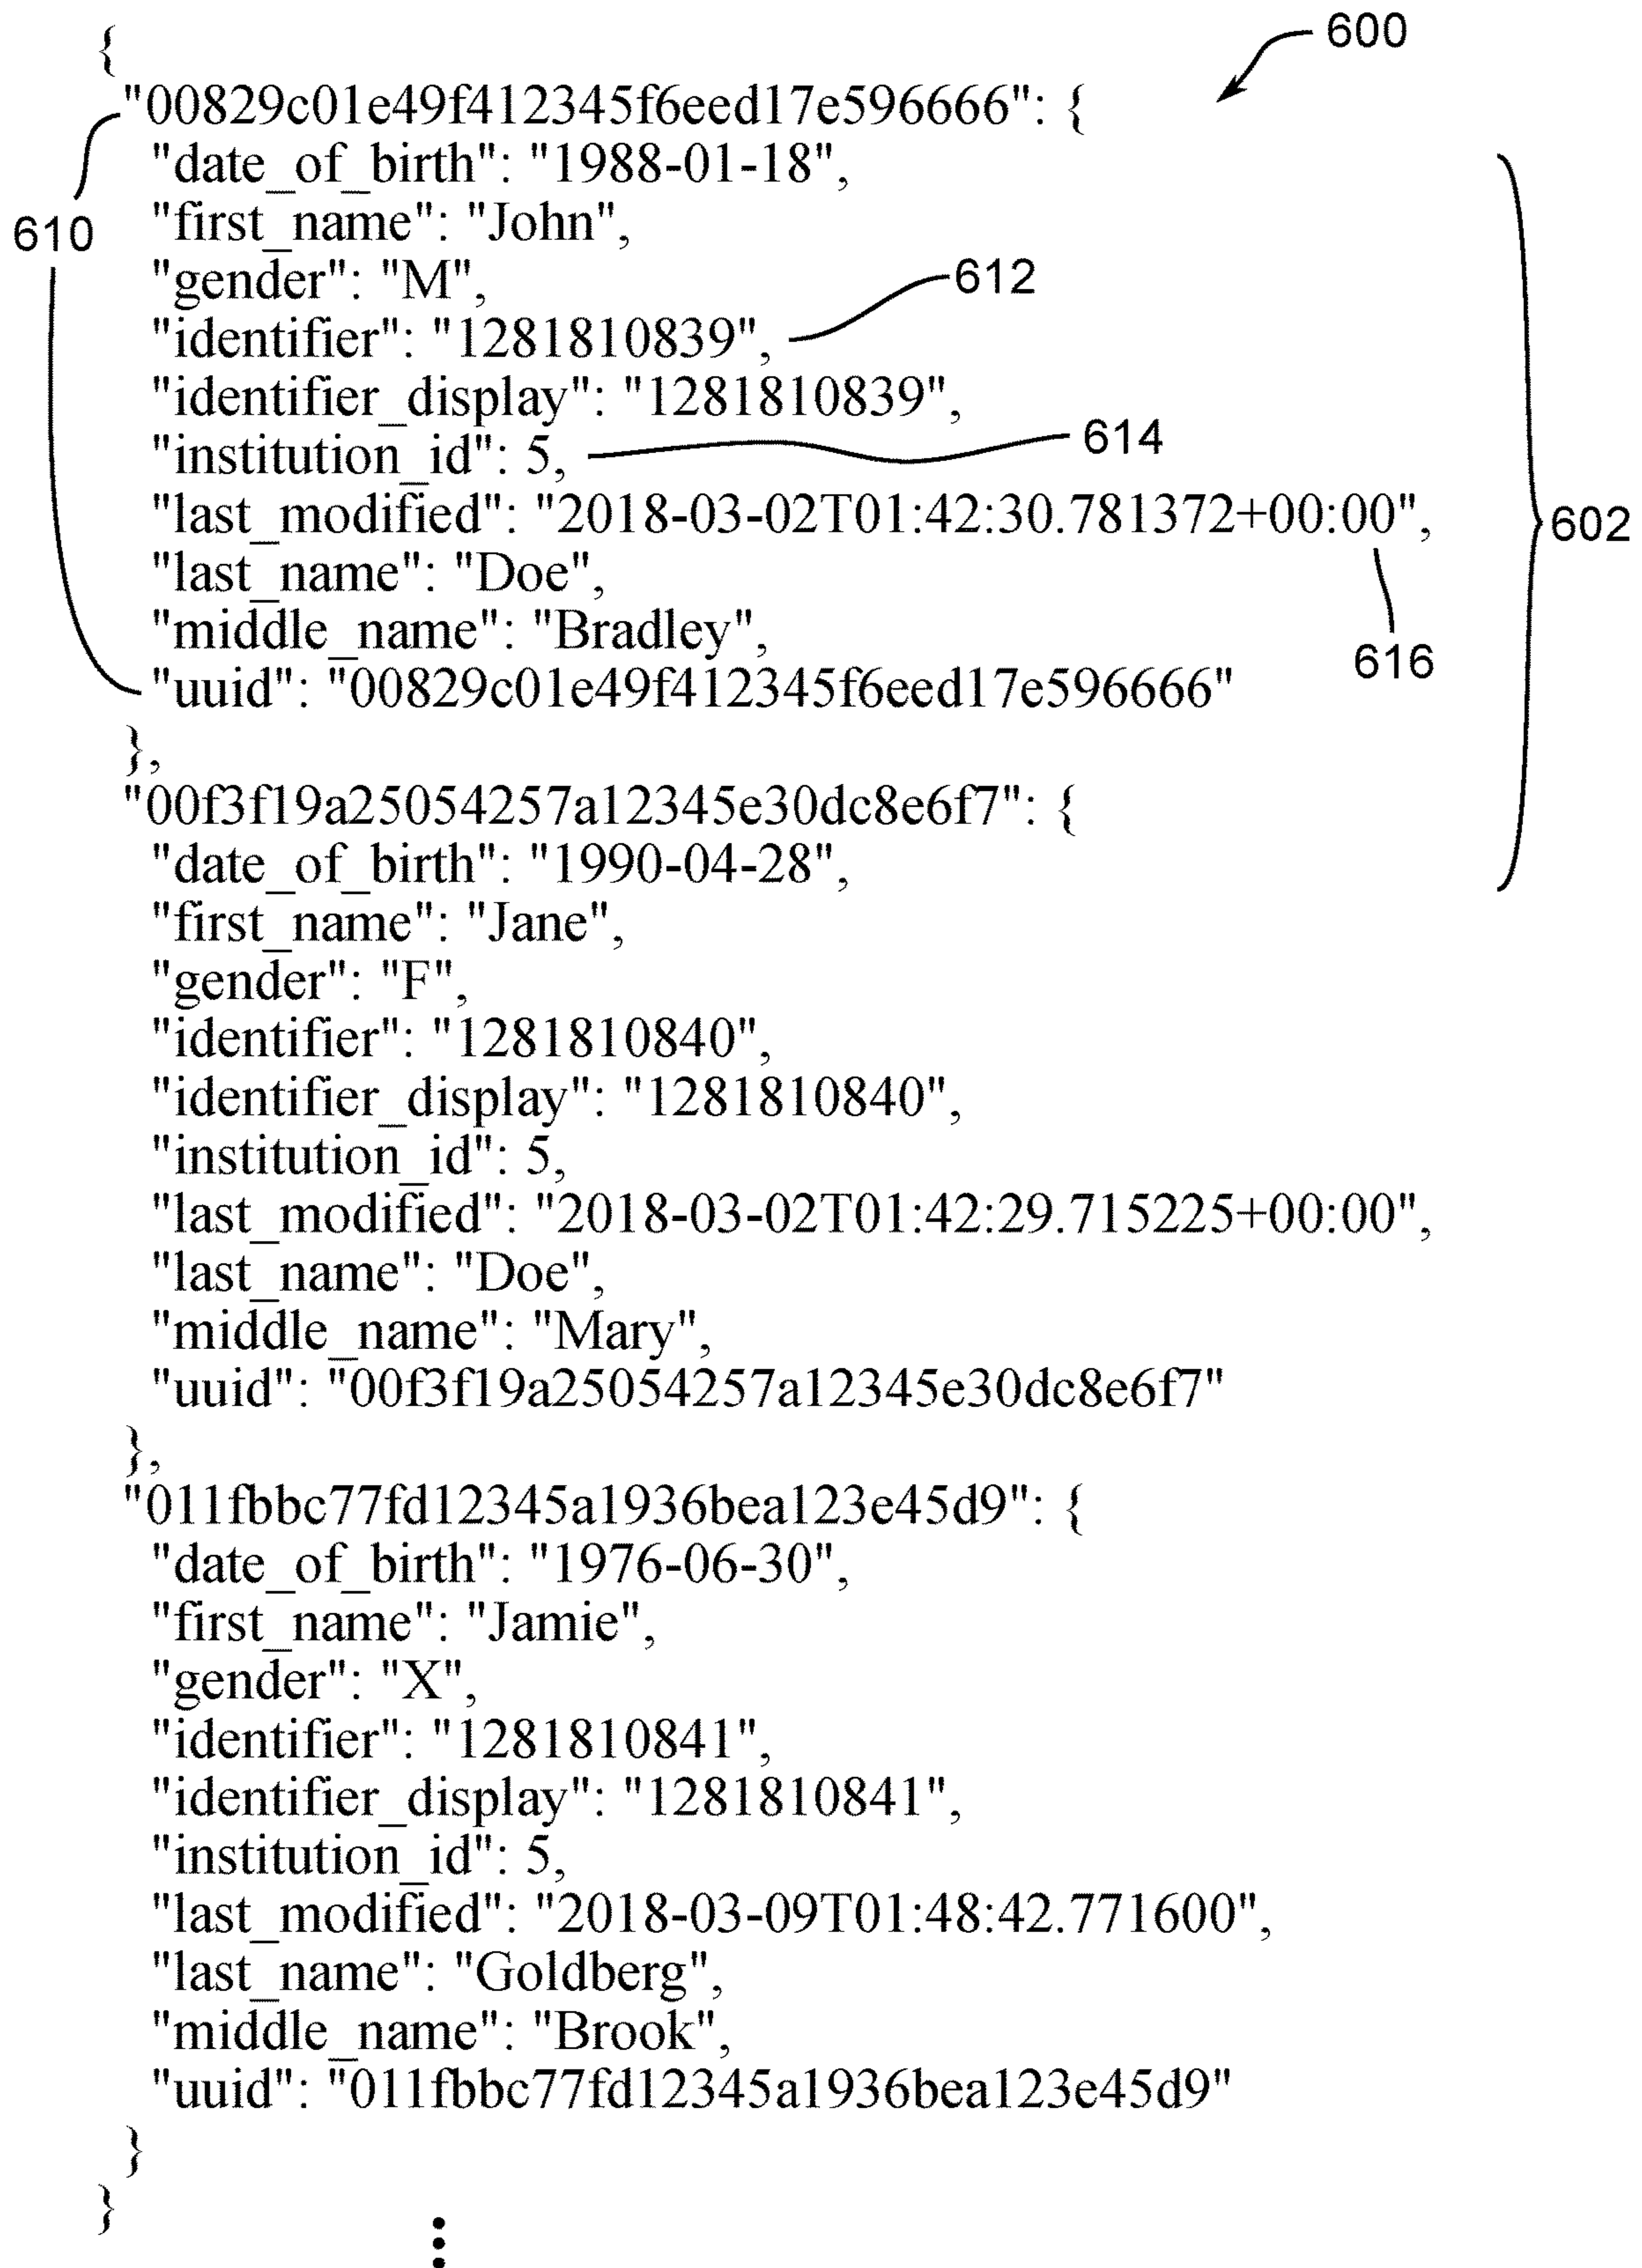 {
600
"00829c01e49f412345f6eed17e596666": {
"date_of_birth": "1988-01-18",
"first_name": "John",
610
"gender": "M",
612
"identifier": "1281810839",
"identifier_display": "1281810839",
"institution_id": 5,
614
"last_modified": "2018-03-02T01:42:30.781372+00:00",
602
"last_name": "Doe",
"middle_name": "Bradley",
616
"uuid": "00829c01e49f412345f6eed17e596666"
},
"00f3f19a25054257a12345e30dc8e6f7": {
"date_of_birth": "1990-04-28",
"first_name": "Jane",
"gender": "F",
"identifier": "1281810840",
"identifier_display": "1281810840",
"institution_id": 5,
"last_modified": "2018-03-02T01:42:29.715225+00:00",
"last_name": "Doe",
"middle_name": "Mary",
"uuid": "00f3f19a25054257a12345e30dc8e6f7"
},
"011fbbc77fd12345a1936bea123e45d9": {
"date_of_birth": "1976-06-30",
"first_name": "Jamie",
"gender": "X",
"identifier": "1281810841",
"identifier_display": "1281810841",
"institution_id": 5,
"last_modified": "2018-03-09T01:48:42.771600",
"last_name": "Goldberg",
"middle_name": "Brook",
"uuid": "011fbbc77fd12345a1936bea123e45d9"
}
}
⋮